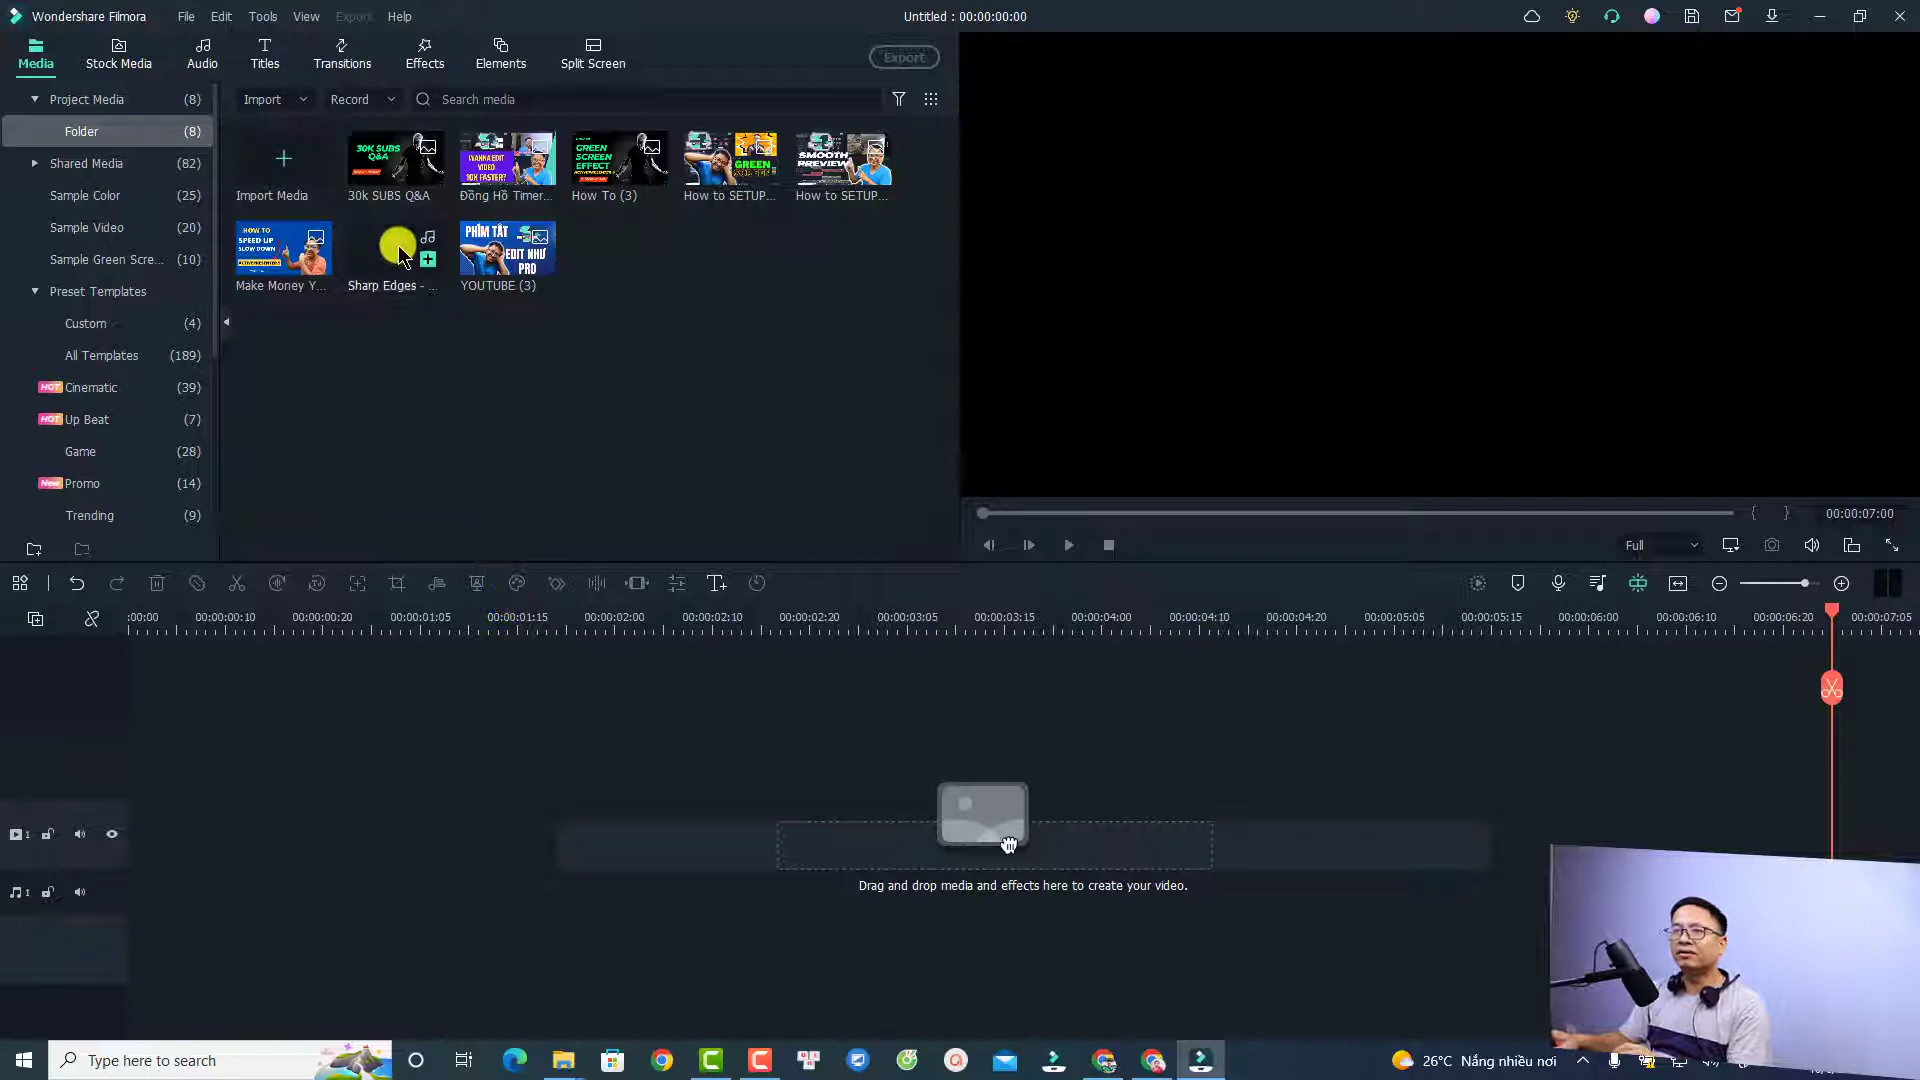 Wondershare Filmora File Edit Tools View Export Help Untitled : 00:00:00:00
Media Stock Media Audio Titles Transitions Effects Elements Split Screen Export
Project Media (8) Import Record Search media
Folder (8)
Shared Media (82)
Sample Color (25)
Sample Video (20)
Sample Green Scre... (10)
Preset Templates
Custom (4)
All Templates (189)
HOT Cinematic (39)
HOT Up Beat (7)
Game (28)
New Promo (14)
Trending (9)
Import Media
30K SUBS
Q&A
30k SUBS Q&A
WANNA EDIT
VIDEO
10X FASTER?
Đồng Hồ Timer...
GREEN
SCREEN
EFFECT
How To (3)
GREEN
How to SETUP...
SMOOTH
PREVIEW
How to SETUP...
HOW TO
SPEED UP
SLOW DOWN
Make Money Y...
Sharp Edges - ...
PHÍM TẮT
EDIT NHƯ
PRO
YOUTUBE (3)
00:00:07:00
Full
:00:00 00:00:00:10 00:00:00:20 00:00:01:05 00:00:01:15 00:00:02:00 00:00:02:10 00:00:02:20 00:00:03:05 00:00:03:15 00:00:04:00 00:00:04:10 00:00:04:20 00:00:05:05 00:00:05:15 00:00:06:00 00:00:06:10 00:00:06:20 00:00:07:05
1
1
Drag and drop media and effects here to create your video.
Type here to search
26°C Nắng nhiều nơi